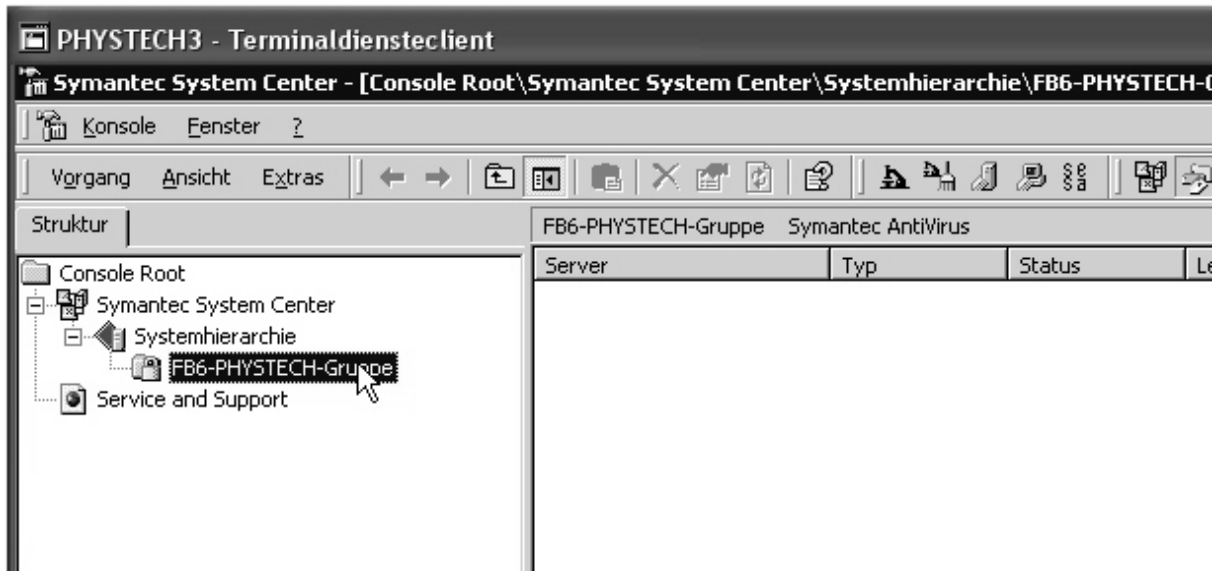 PHYSTECH3 - Terminaldiensteclient
Symantec System Center - [Console Root\Symantec System Center\Systemhierarchie\FB6-PHYSTECH-
Konsole Fenster ?
Vorgang Ansicht Extras
Struktur
FB6-PHYSTECH-Gruppe Symantec AntiVirus
Server Typ Status Le
Console Root
Symantec System Center
Systemhierarchie
FB6-PHYSTECH-Gruppe
Service and Support